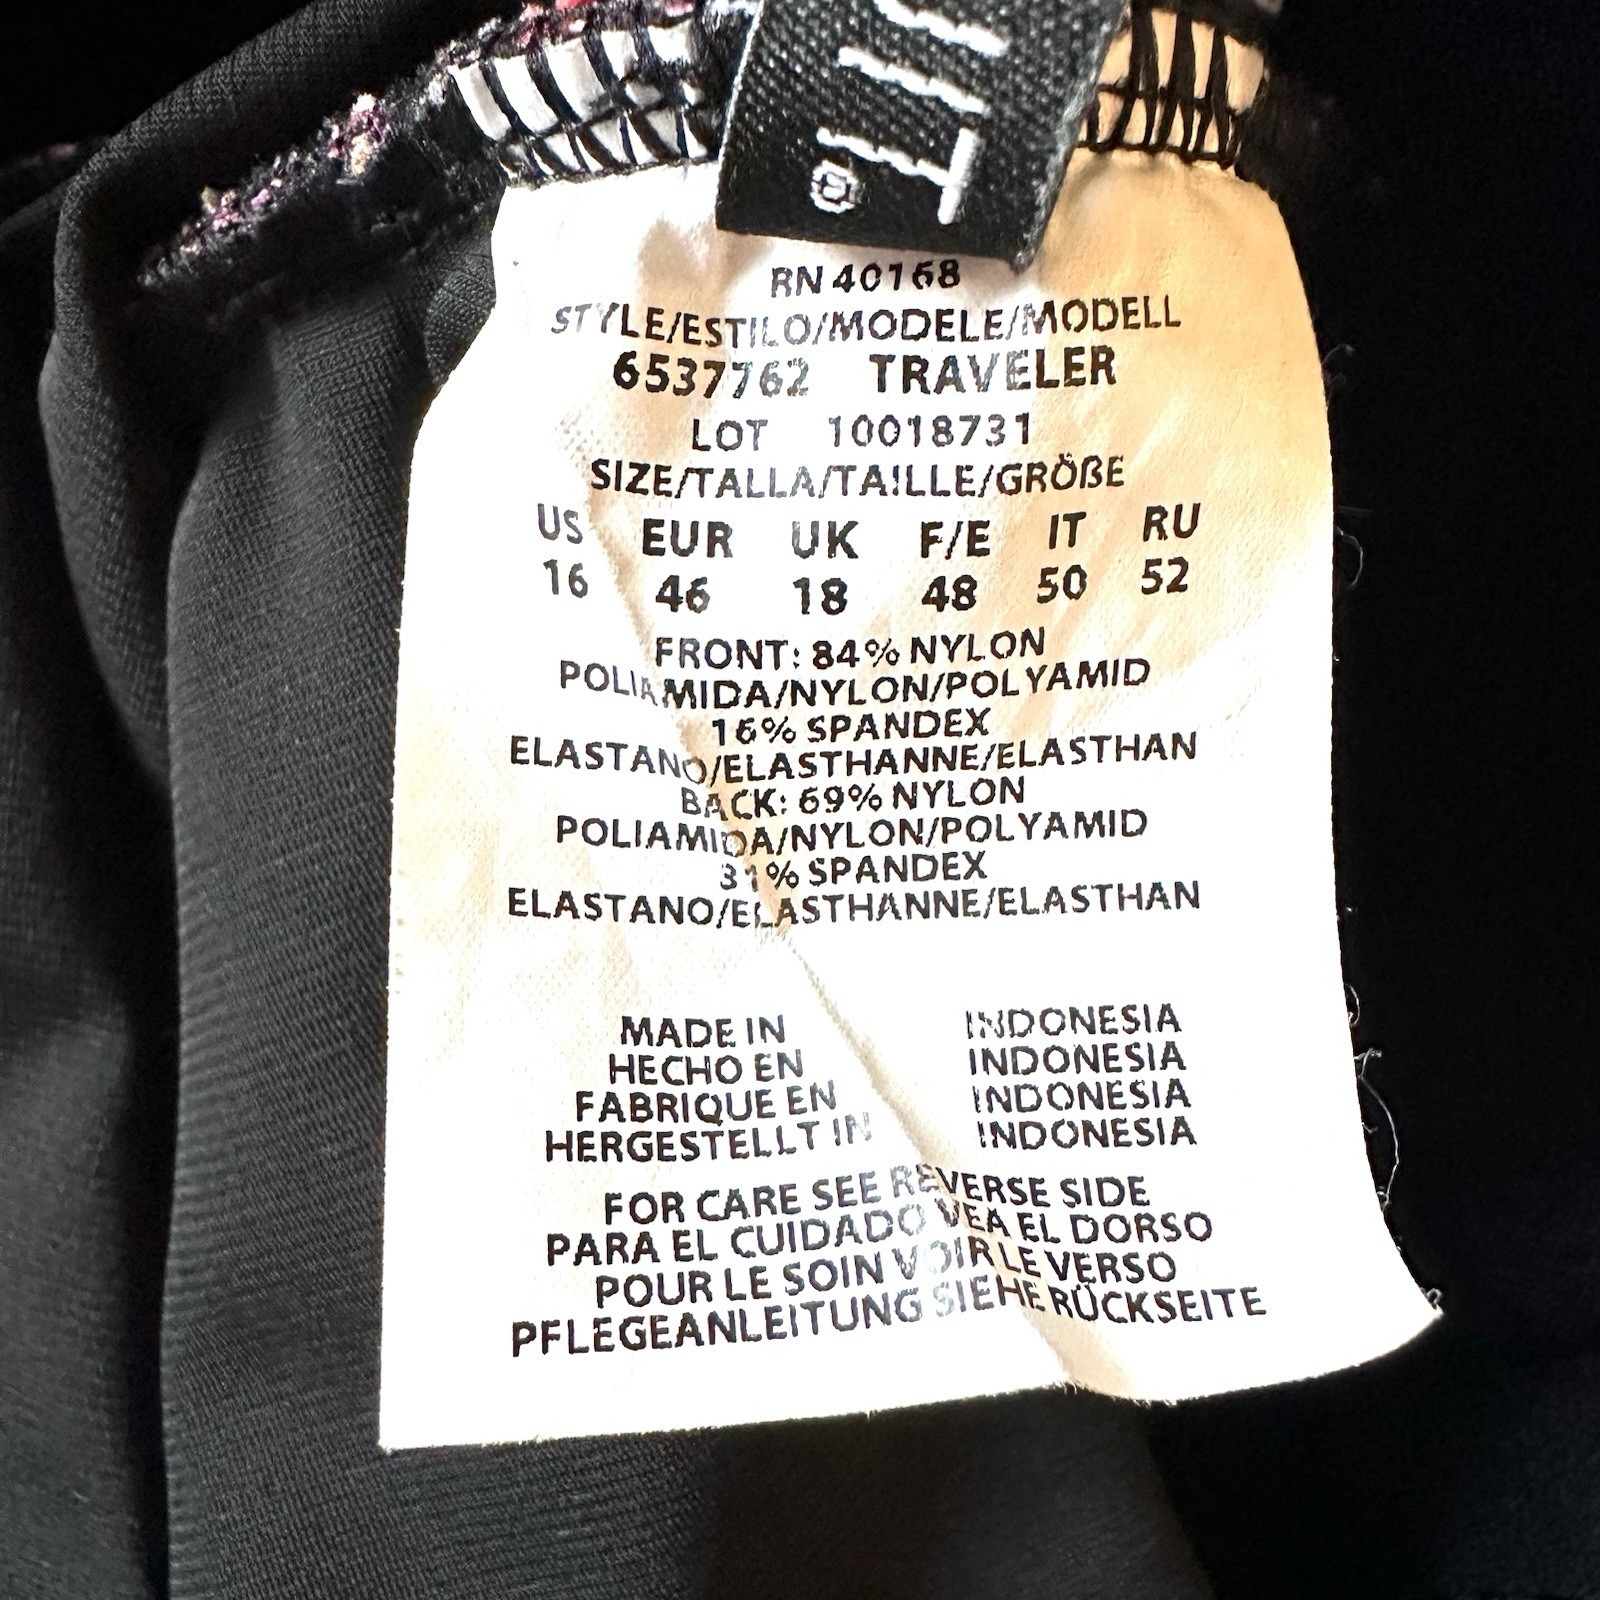 RN 40168
STYLE/ESTILO/MODELE/MODELL
6537762 TRAVELER
LOT 10018731
SIZE/TALLA/TAILLE/GRÖßE
US EUR UK F/E IT RU
16 46 18 48 50 52
FRONT: 84% NYLON
POLIAMIDA/NYLON/POLYAMID
16% SPANDEX
ELASTANO/ELASTHANNE/ELASTHAN
BACK: 69% NYLON
POLIAMIDA/NYLON/POLYAMID
31% SPANDEX
ELASTANO/ELASTHANNE/ELASTHAN
MADE IN INDONESIA
HECHO EN INDONESIA
FABRIQUE EN INDONESIA
HERGESTELLT IN INDONESIA
FOR CARE SEE REVERSE SIDE
PARA EL CUIDADO VEA EL DORSO
POUR LE SOIN VOIR LE VERSO
PFLEGEANLEITUNG SIEHE RÜCKSEITE